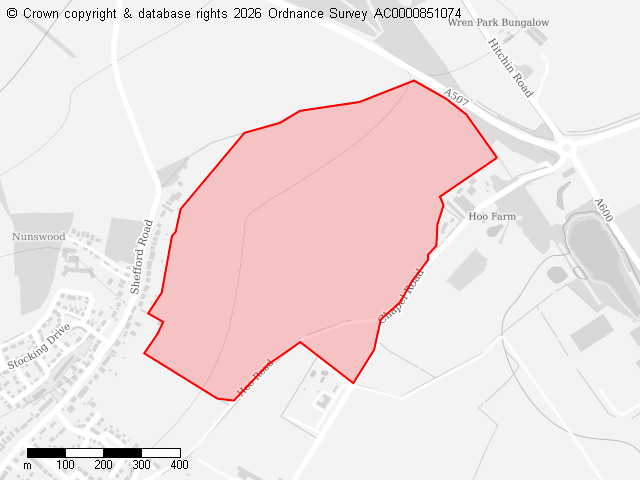 © Crown copyright & database rights 2026 Ordnance Survey AC0000851074
Wren Park Bungalow
Hitchin Road
A507
A600
Hoo Farm
Nunswood
Shefford Road
Chapel Road
Stocking Drive
Hoo Road
m 100 200 300 400